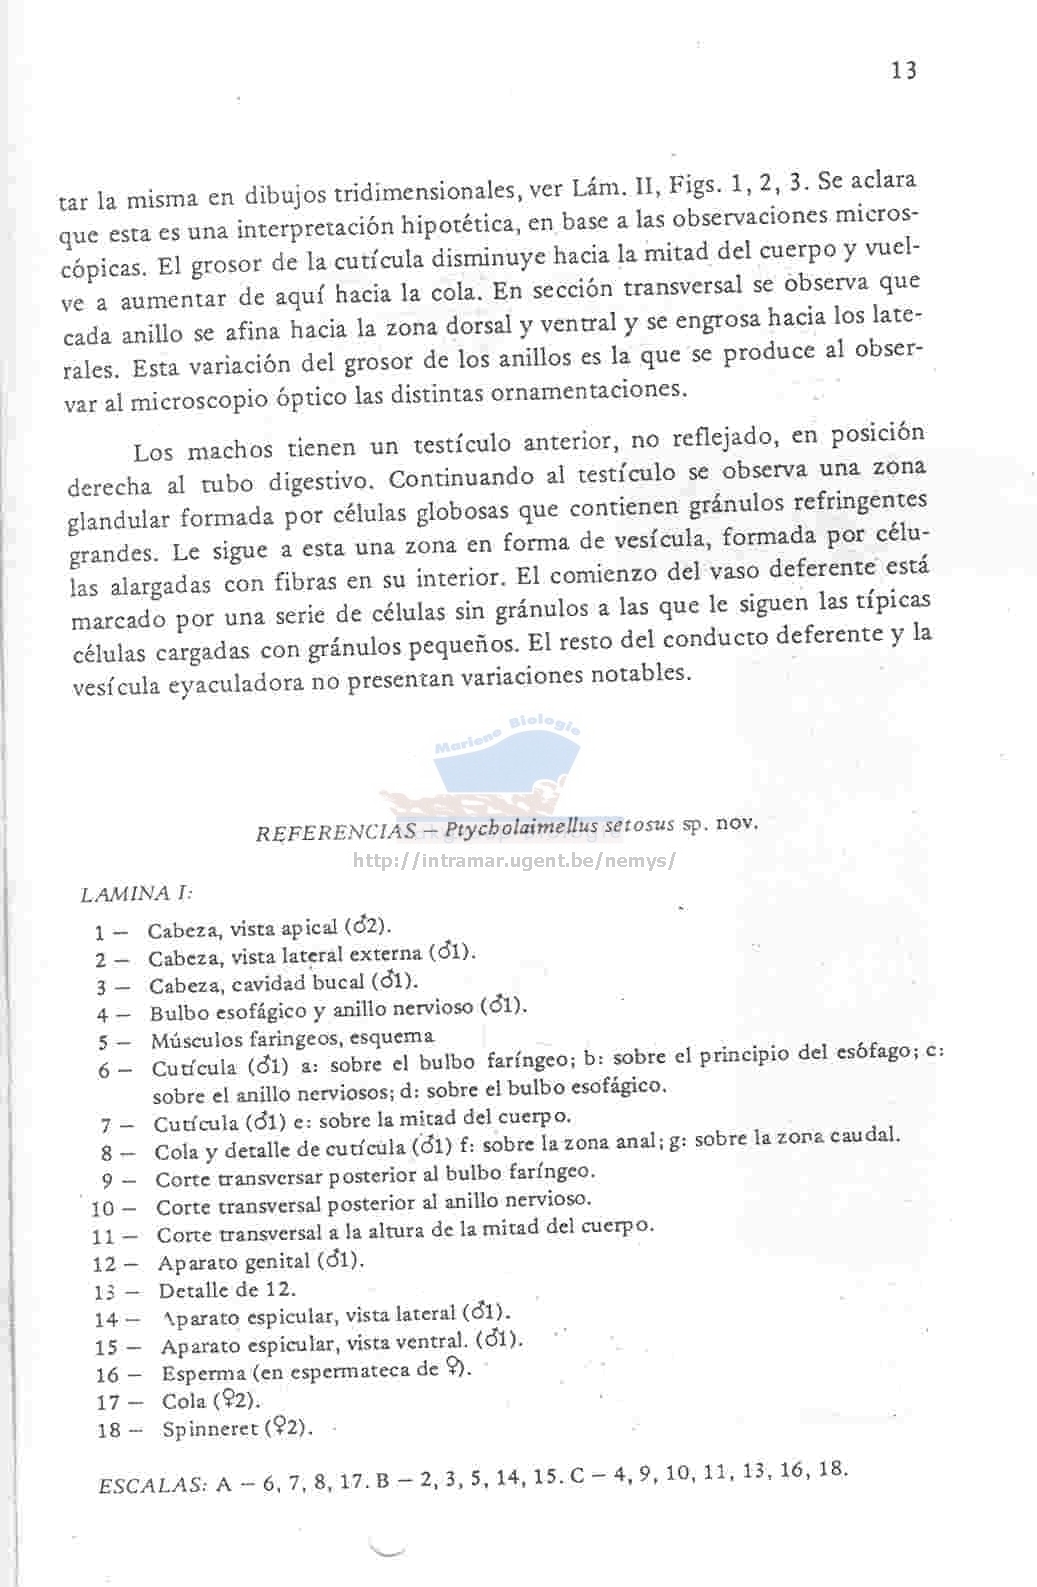 13
tar la misma en dibujos tridimensionales, ver Lám. II, Figs. 1, 2, 3. Se aclara
que esta es una interpretación hipotética, en base a las observaciones micros-
cópicas. El grosor de la cutícula disminuye hacia la mitad del cuerpo y vuel-
ve a aumentar de aquí hacia la cola. En sección transversal se observa que
cada anillo se afina hacia la zona dorsal y ventral y se engrosa hacia los late-
rales. Esta variación del grosor de los anillos es la que se produce al obser-
var al microscopio óptico las distintas ornamentaciones.
Los machos tienen un testículo anterior, no reflejado, en posición
derecha al tubo digestivo. Continuando al testículo se observa una zona
glandular formada por células globosas que contienen gránulos refringentes
grandes. Le sigue a esta una zona en forma de vesícula, formada por célu-
las alargadas con fibras en su interior. El comienzo del vaso deferente está
marcado por una serie de células sin gránulos a las que le siguen las típicas
células cargadas con gránulos pequeños. El resto del conducto deferente y la
vesícula eyaculadora no presentan variaciones notables.
Mariene Biologie
REFERENCIAS – Ptycholaimellus setosus sp. nov.
http://intramar.ugent.be/nemys/
LAMINA I:
1 — Cabeza, vista apical (♂2).
2 — Cabeza, vista lateral externa (♂1).
3 — Cabeza, cavidad bucal (♂1).
4 — Bulbo esofágico y anillo nervioso (♂1).
5 — Músculos faringeos, esquema
6 — Cutícula (♂1) a: sobre el bulbo faríngeo; b: sobre el principio del esófago; c:
sobre el anillo nerviosos; d: sobre el bulbo esofágico.
7 — Cutícula (♂1) e: sobre la mitad del cuerpo.
8 — Cola y detalle de cutícula (♂1) f: sobre la zona anal; g: sobre la zona caudal.
9 — Corte transversar posterior al bulbo faríngeo.
10 — Corte transversal posterior al anillo nervioso.
11 — Corte transversal a la altura de la mitad del cuerpo.
12 — Aparato genital (♂1).
13 — Detalle de 12.
14 — Aparato espicular, vista lateral (♂1).
15 — Aparato espicular, vista ventral. (♂1).
16 — Esperma (en espermateca de ♀).
17 — Cola (♀2).
18 — Spinneret (♀2).
ESCALAS: A — 6, 7, 8, 17. B — 2, 3, 5, 14, 15. C — 4, 9, 10, 11, 13, 16, 18.